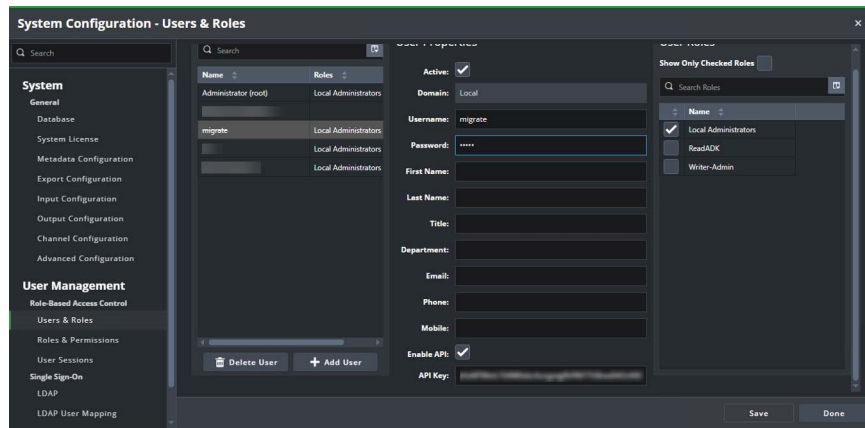 System Configuration - Users & Roles
×
Search
System
General
Database
System License
Metadata Configuration
Export Configuration
Input Configuration
Output Configuration
Channel Configuration
Advanced Configuration
User Management
Role-Based Access Control
Users & Roles
Roles & Permissions
User Sessions
Single Sign-On
LDAP
LDAP User Mapping
Search
Name Roles
Administrator (root) Local Administrators
migrate Local Administrators
Local Administrators
Local Administrators
Delete User + Add User
User Properties
Active:
Domain: Local
Username: migrate
Password: •••••
First Name:
Last Name:
Title:
Department:
Email:
Phone:
Mobile:
Enable API:
API Key:
User Roles
Show Only Checked Roles
Search Roles
Name
Local Administrators
ReadADK
Writer-Admin
Save Done